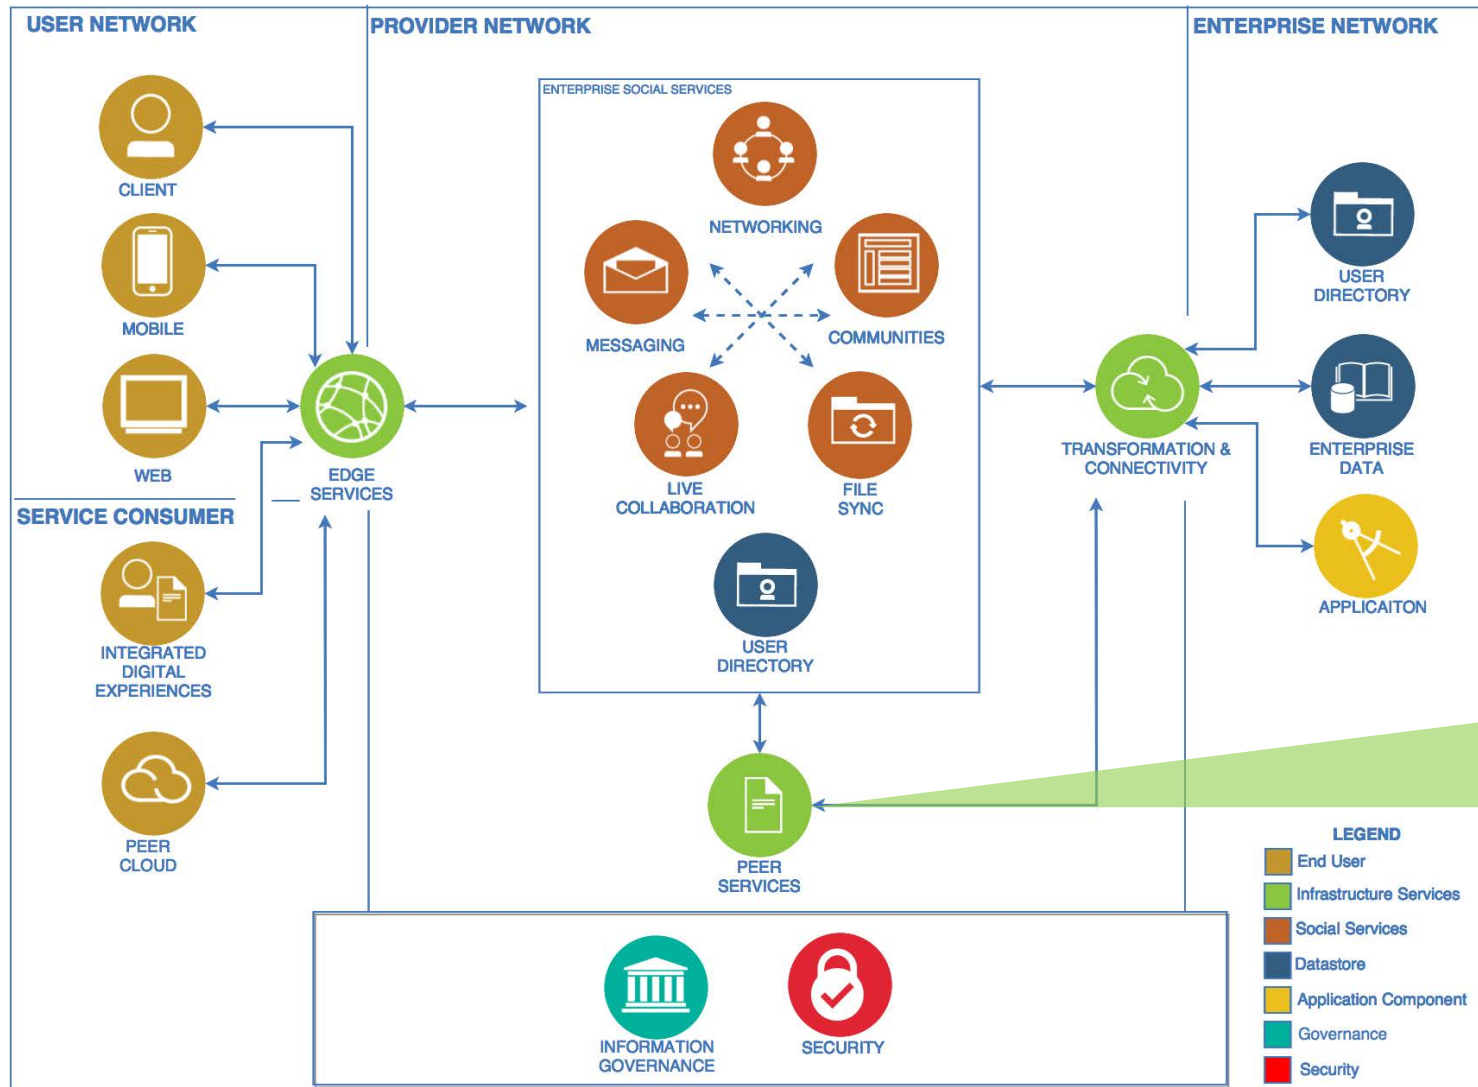 USER NETWORK
PROVIDER NETWORK
ENTERPRISE NETWORK
CLIENT
MOBILE
WEB
EDGE
SERVICES
SERVICE CONSUMER
INTEGRATED
DIGITAL
EXPERIENCES
PEER
CLOUD
ENTERPRISE SOCIAL SERVICES
NETWORKING
MESSAGING
COMMUNITIES
LIVE
COLLABORATION
FILE
SYNC
USER
DIRECTORY
PEER
SERVICES
TRANSFORMATION &
CONNECTIVITY
USER
DIRECTORY
ENTERPRISE
DATA
APPLICAITON
INFORMATION
GOVERNANCE
SECURITY
LEGEND
End User
Infrastructure Services
Social Services
Datastore
Application Component
Governance
Security